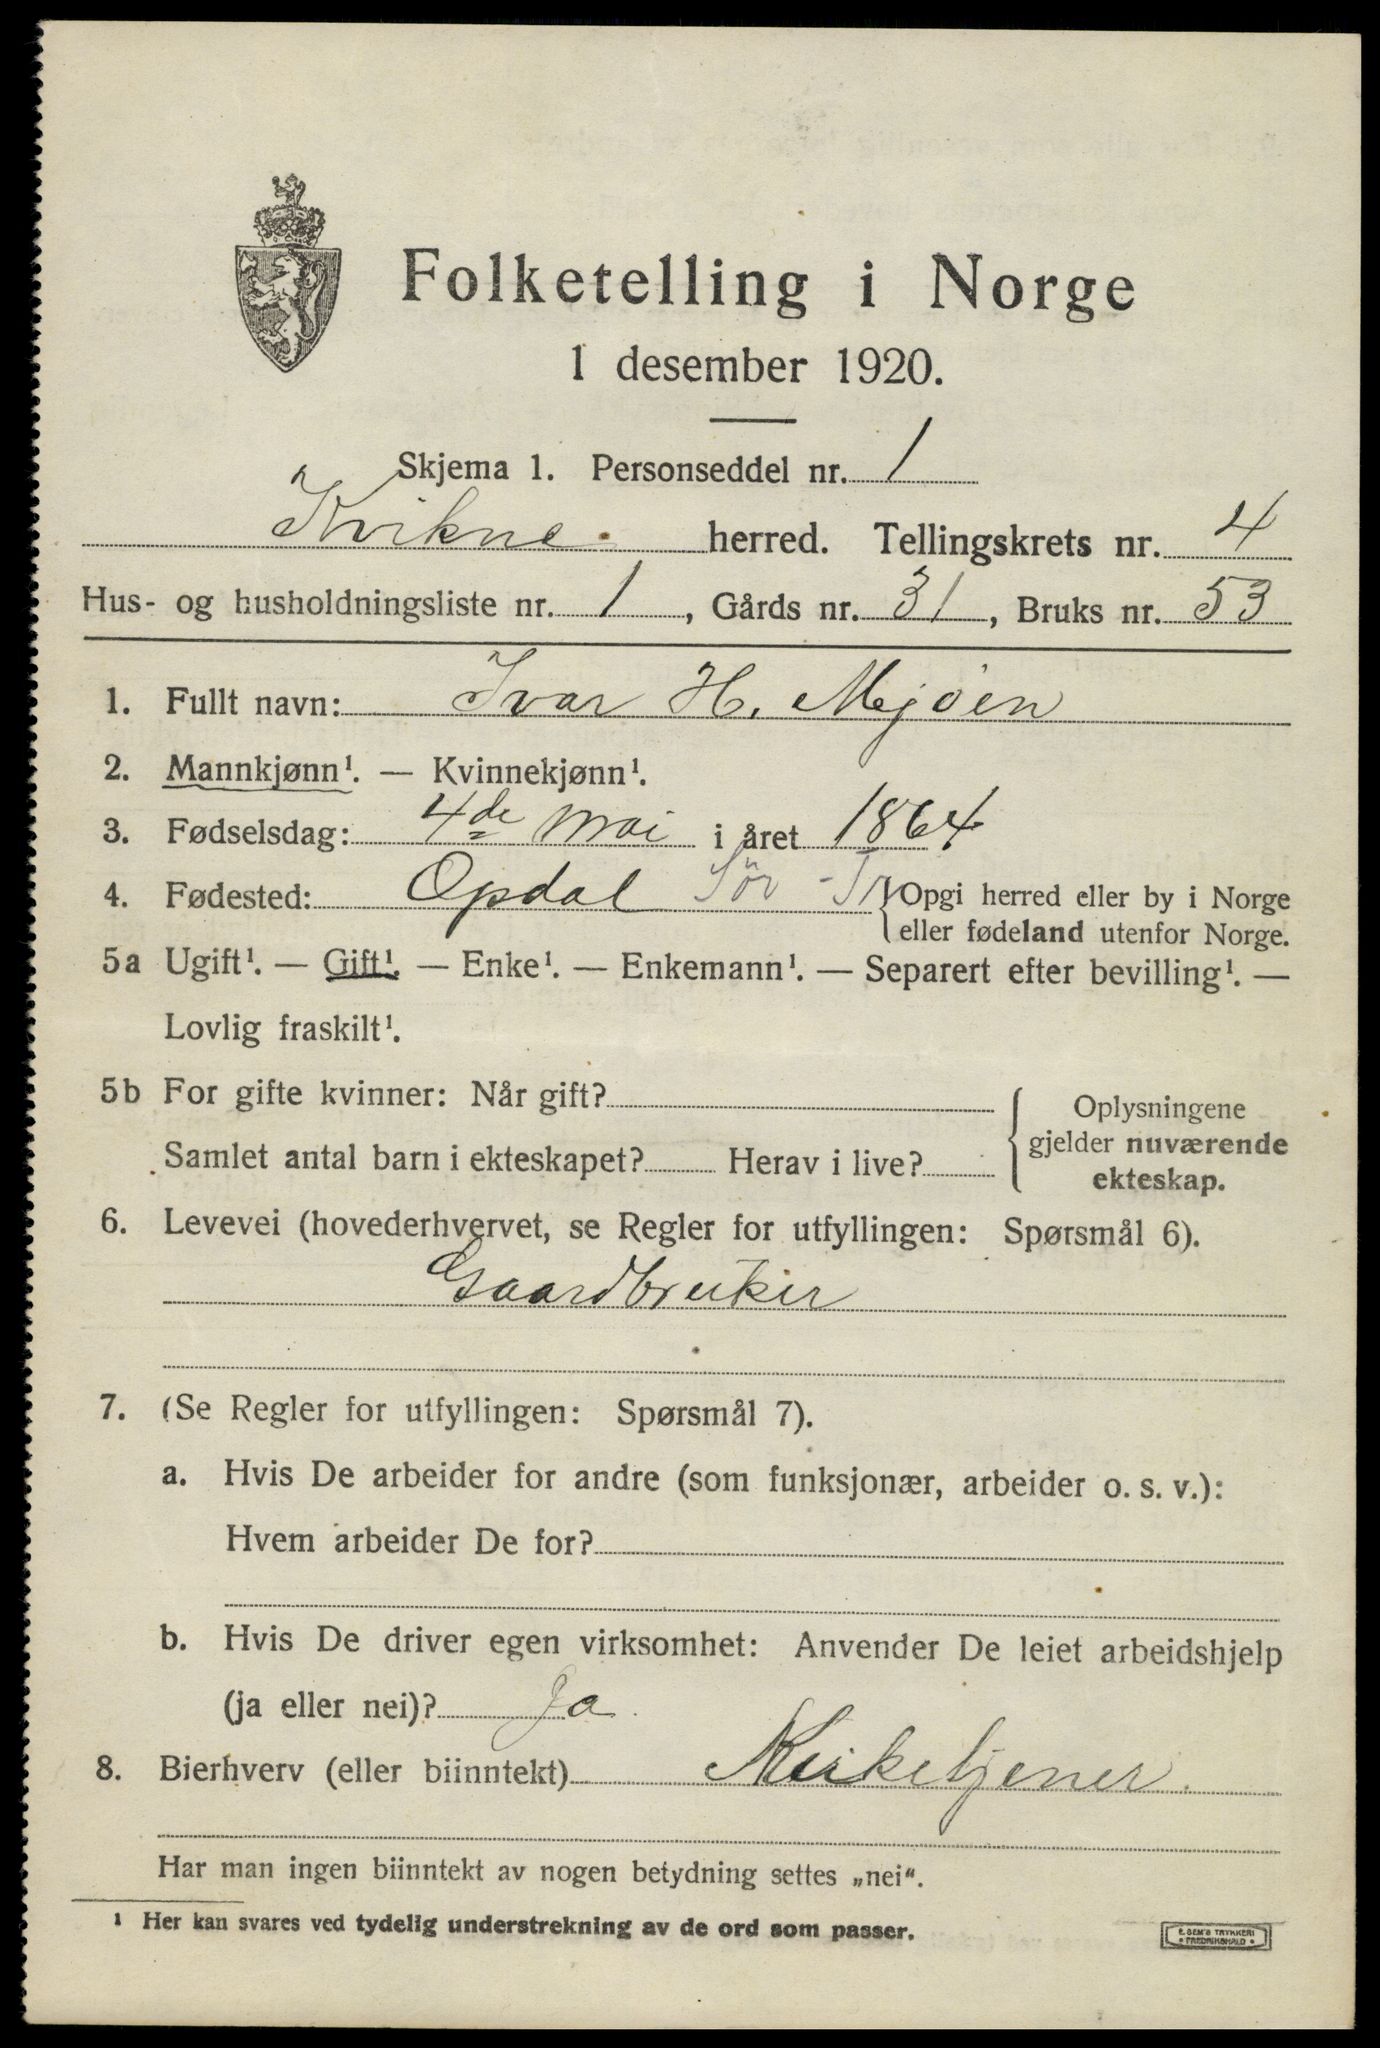 Folketelling i Norge
1 desember 1920.
Skjema 1. Personseddel nr. 1
Kvikne herred. Tellingskrets nr. 4
Hus- og husholdningsliste nr. 1, Gårds nr. 31, Bruks nr. 53
1. Fullt navn: Ivar H. Mjøen
2. Mannkjønn¹. — Kvinnekjønn¹.
3. Fødselsdag: 4de mai i året 1864
4. Fødested: Opdal Sör-Tr {Opgi herred eller by i Norge
eller fødeland utenfor Norge.
5a Ugift¹. — Gift¹. — Enke¹. — Enkemann¹. — Separert efter bevilling¹. —
Lovlig fraskilt¹.
5b For gifte kvinner: Når gift?
Samlet antal barn i ekteskapet? Herav i live?
Oplysningene
gjelder nuværende
ekteskap.
6. Levevei (hovederhvervet, se Regler for utfyllingen: Spørsmål 6).
Gaardbruker
7. (Se Regler for utfyllingen: Spørsmål 7).
a. Hvis De arbeider for andre (som funksjonær, arbeider o. s. v.):
Hvem arbeider De for?
b. Hvis De driver egen virksomhet: Anvender De leiet arbeidshjelp
(ja eller nei)? Ja.
8. Bierhverv (eller biinntekt) Kirketjener.
Har man ingen biinntekt av nogen betydning settes „nei“.
¹ Her kan svares ved tydelig understrekning av de ord som passer.
E. SEM'S TRYKKERI
• FREDRIKSHALD •